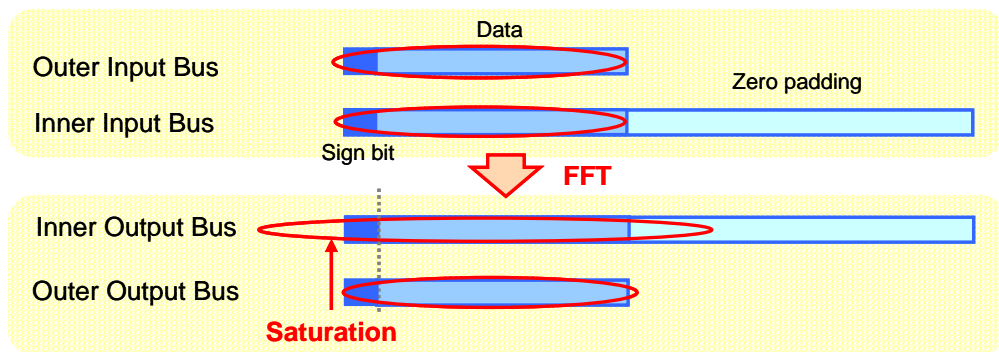 Data
Outer Input Bus
Zero padding
Inner Input Bus
Sign bit
FFT
Inner Output Bus
Outer Output Bus
Saturation